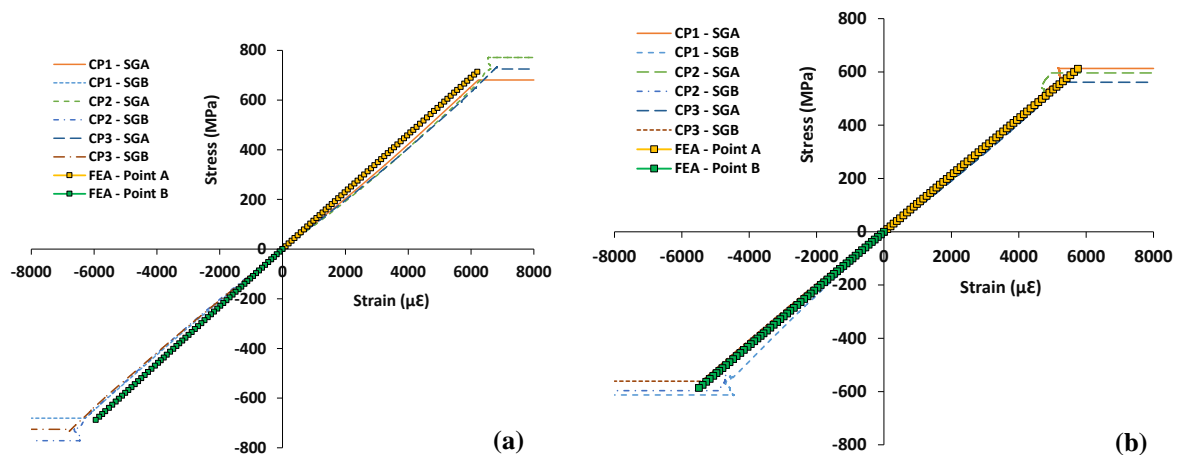 CP1 - SGA
CP1 - SGB
CP2 - SGA
CP2 - SGB
CP3 - SGA
CP3 - SGB
FEA - Point A
FEA - Point B
Stress (MPa)
800
600
400
200
0
-200
-400
-600
-800
-8000 -6000 -4000 -2000 0 2000 4000 6000 8000
Strain (µƐ)
(a)
CP1 - SGA
CP1 - SGB
CP2 - SGA
CP2 - SGB
CP3 - SGA
CP3 - SGB
FEA - Point A
FEA - Point B
Stress (MPa)
800
600
400
200
0
-200
-400
-600
-800
-8000 -6000 -4000 -2000 0 2000 4000 6000 8000
Strain (µƐ)
(b)